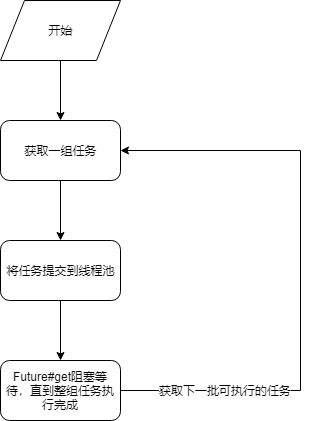 开始
获取一组任务
将任务提交到线程池
Future#get阻塞等
待，直到整组任务执
行完成
获取下一批可执行的任务